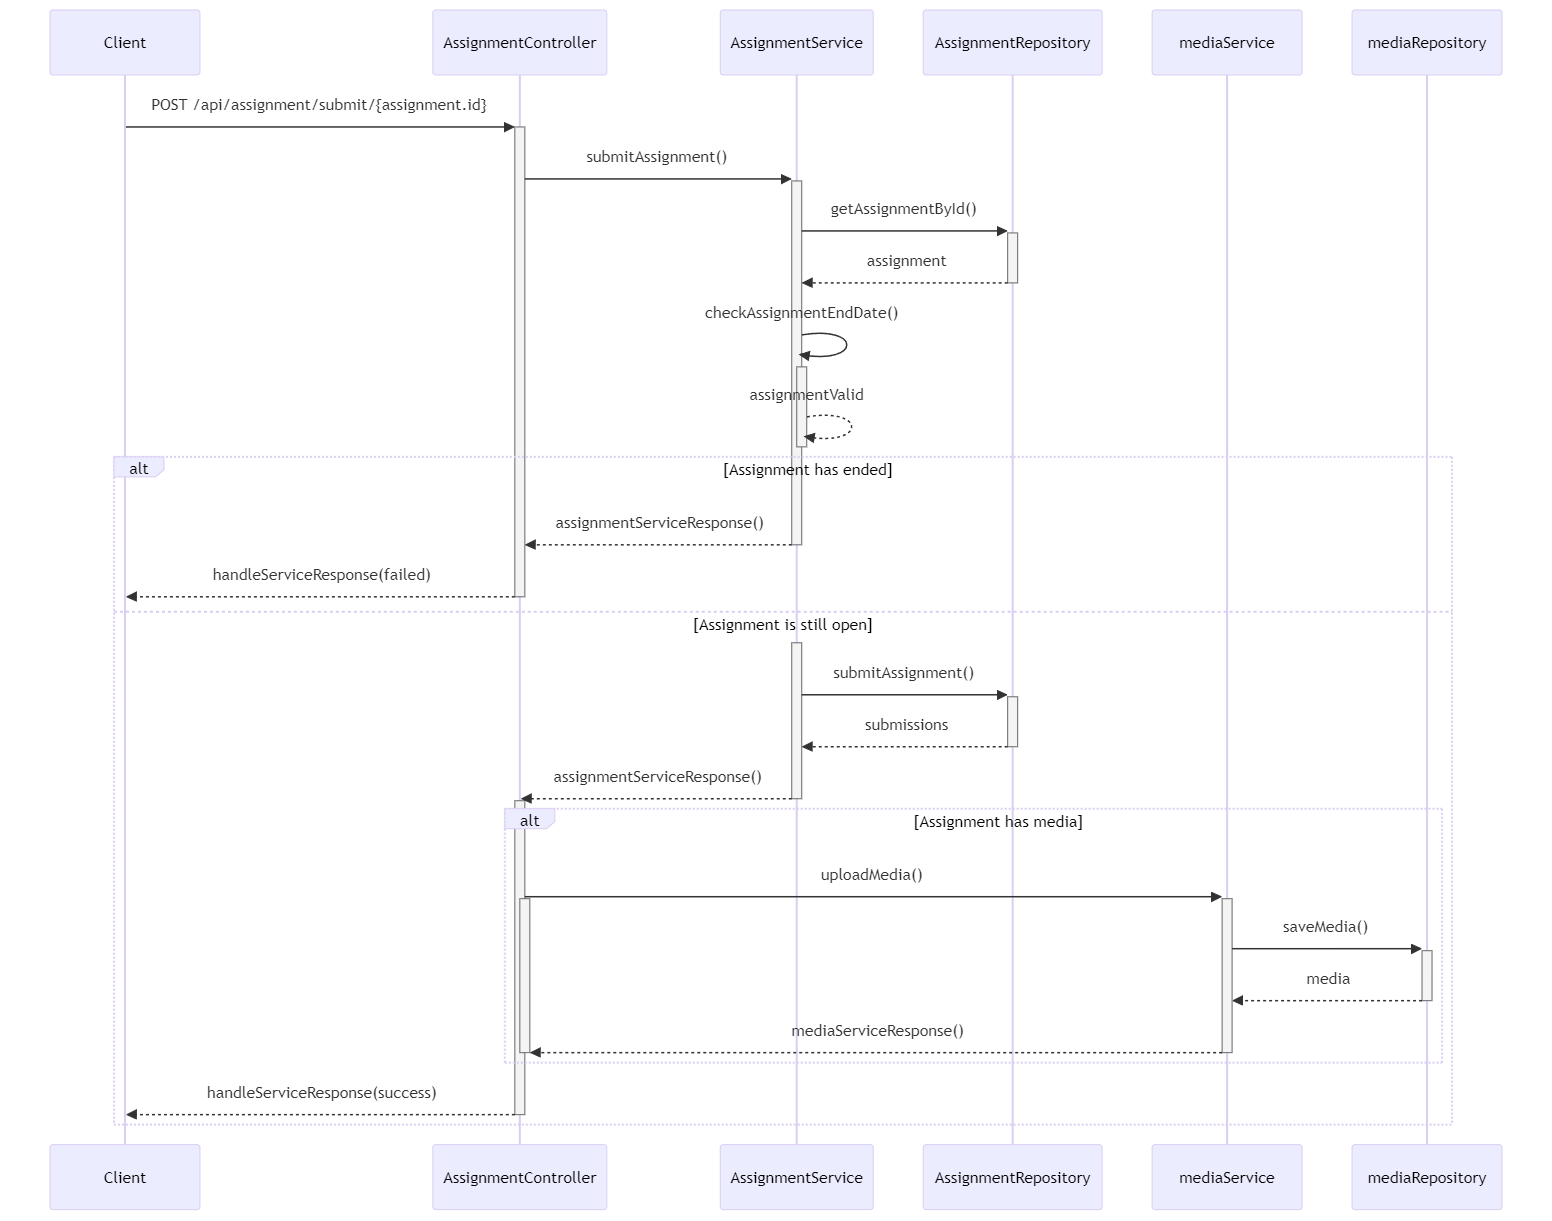 Client
AssignmentController
AssignmentService
AssignmentRepository
mediaService
mediaRepository
POST /api/assignment/submit/{assignment.id}
submitAssignment()
getAssignmentById()
assignment
checkAssignmentEndDate()
assignmentValid
alt
[Assignment has ended]
assignmentServiceResponse()
handleServiceResponse(failed)
[Assignment is still open]
submitAssignment()
submissions
assignmentServiceResponse()
alt
[Assignment has media]
uploadMedia()
saveMedia()
media
mediaServiceResponse()
handleServiceResponse(success)
Client
AssignmentController
AssignmentService
AssignmentRepository
mediaService
mediaRepository